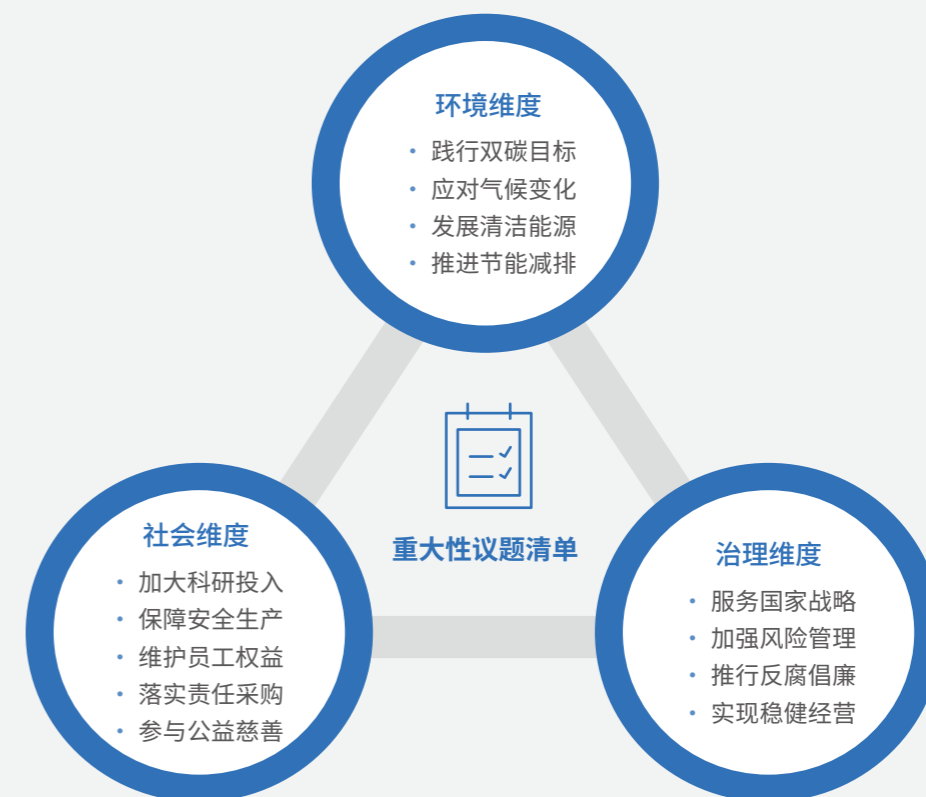 环境维度
• 践行双碳目标
• 应对气候变化
• 发展清洁能源
• 推进节能减排
重大性议题清单
社会维度
• 加大科研投入
• 保障安全生产
• 维护员工权益
• 落实责任采购
• 参与公益慈善
治理维度
• 服务国家战略
• 加强风险管理
• 推行反腐倡廉
• 实现稳健经营